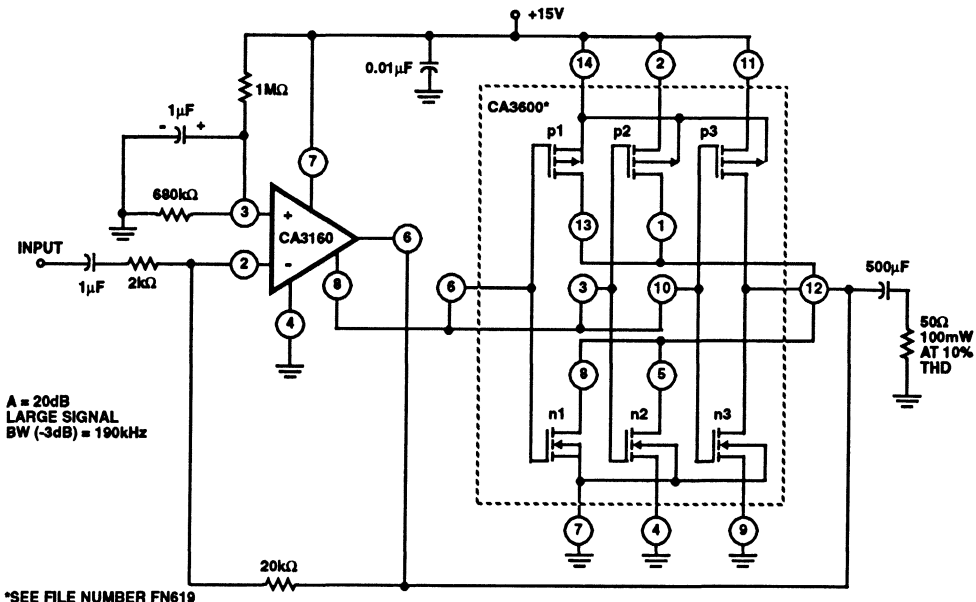 +15V
14
2
11
0.01µF
1MΩ
CA3600*
1µF
- +
p1
p2
p3
7
680kΩ
3
+
CA3160
6
13
1
INPUT
2
-
8
6
3
10
12
500µF
1µF
2kΩ
4
50Ω
100mW
AT 10%
THD
8
5
A = 20dB
LARGE SIGNAL
BW (-3dB) = 190kHz
n1
n2
n3
7
4
9
20kΩ
*SEE FILE NUMBER FN619